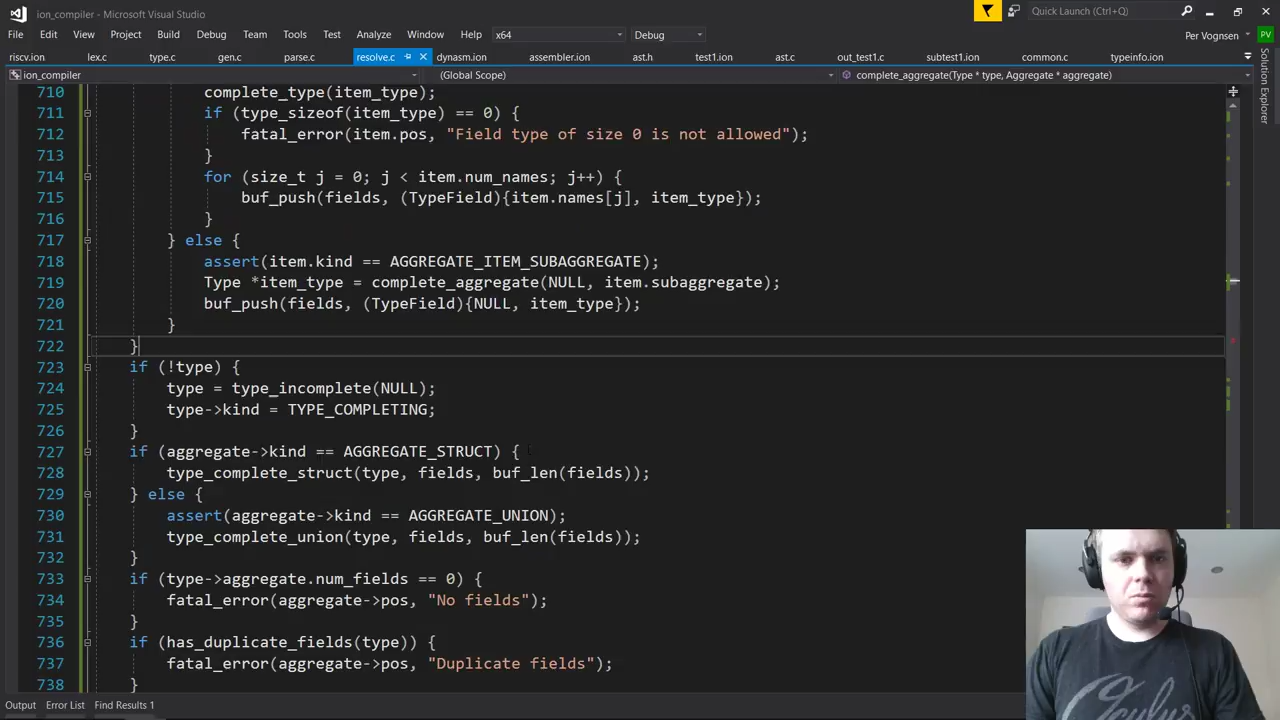 ion_compiler - Microsoft Visual Studio
Quick Launch (Ctrl+Q)
File Edit View Project Build Debug Team Tools Test Analyze Window Help x64 Debug Per Vognsen PV
riscv.ion lex.c type.c gen.c parse.c resolve.c dynasm.ion assembler.ion ast.h test1.ion ast.c out_test1.c subtest1.ion common.c typeinfo.ion
ion_compiler (Global Scope) complete_aggregate(Type * type, Aggregate * aggregate)
Solution Explorer
710 complete_type(item_type);
711 if (type_sizeof(item_type) == 0) {
712 fatal_error(item.pos, "Field type of size 0 is not allowed");
713 }
714 for (size_t j = 0; j < item.num_names; j++) {
715 buf_push(fields, (TypeField){item.names[j], item_type});
716 }
717 } else {
718 assert(item.kind == AGGREGATE_ITEM_SUBAGGREGATE);
719 Type *item_type = complete_aggregate(NULL, item.subaggregate);
720 buf_push(fields, (TypeField){NULL, item_type});
721 }
722 }
723 if (!type) {
724 type = type_incomplete(NULL);
725 type->kind = TYPE_COMPLETING;
726 }
727 if (aggregate->kind == AGGREGATE_STRUCT) {
728 type_complete_struct(type, fields, buf_len(fields));
729 } else {
730 assert(aggregate->kind == AGGREGATE_UNION);
731 type_complete_union(type, fields, buf_len(fields));
732 }
733 if (type->aggregate.num_fields == 0) {
734 fatal_error(aggregate->pos, "No fields");
735 }
736 if (has_duplicate_fields(type)) {
737 fatal_error(aggregate->pos, "Duplicate fields");
738 }
Output Error List Find Results 1